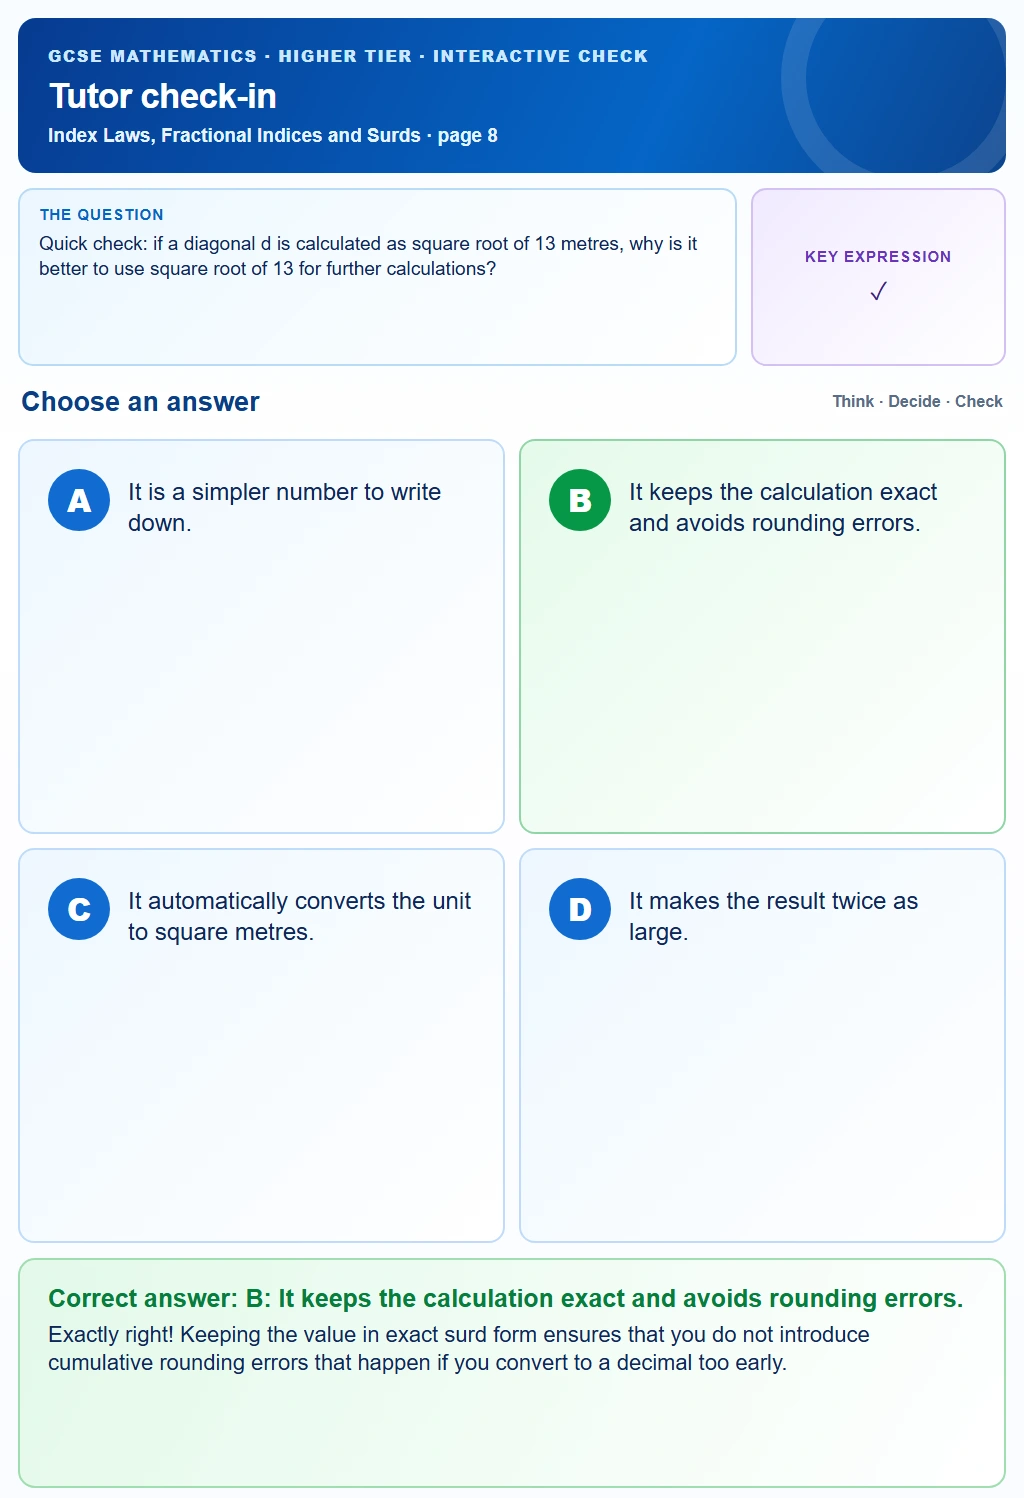 GCSE MATHEMATICS · HIGHER TIER · INTERACTIVE CHECK
Tutor check-in
Index Laws, Fractional Indices and Surds · page 8
THE QUESTION
Quick check: if a diagonal d is calculated as square root of 13 metres, why is it
better to use square root of 13 for further calculations?
KEY EXPRESSION
✓
Choose an answer
Think · Decide · Check
A
It is a simpler number to write
down.
B
It keeps the calculation exact
and avoids rounding errors.
C
It automatically converts the unit
to square metres.
D
It makes the result twice as
large.
Correct answer: B: It keeps the calculation exact and avoids rounding errors.
Exactly right! Keeping the value in exact surd form ensures that you do not introduce
cumulative rounding errors that happen if you convert to a decimal too early.